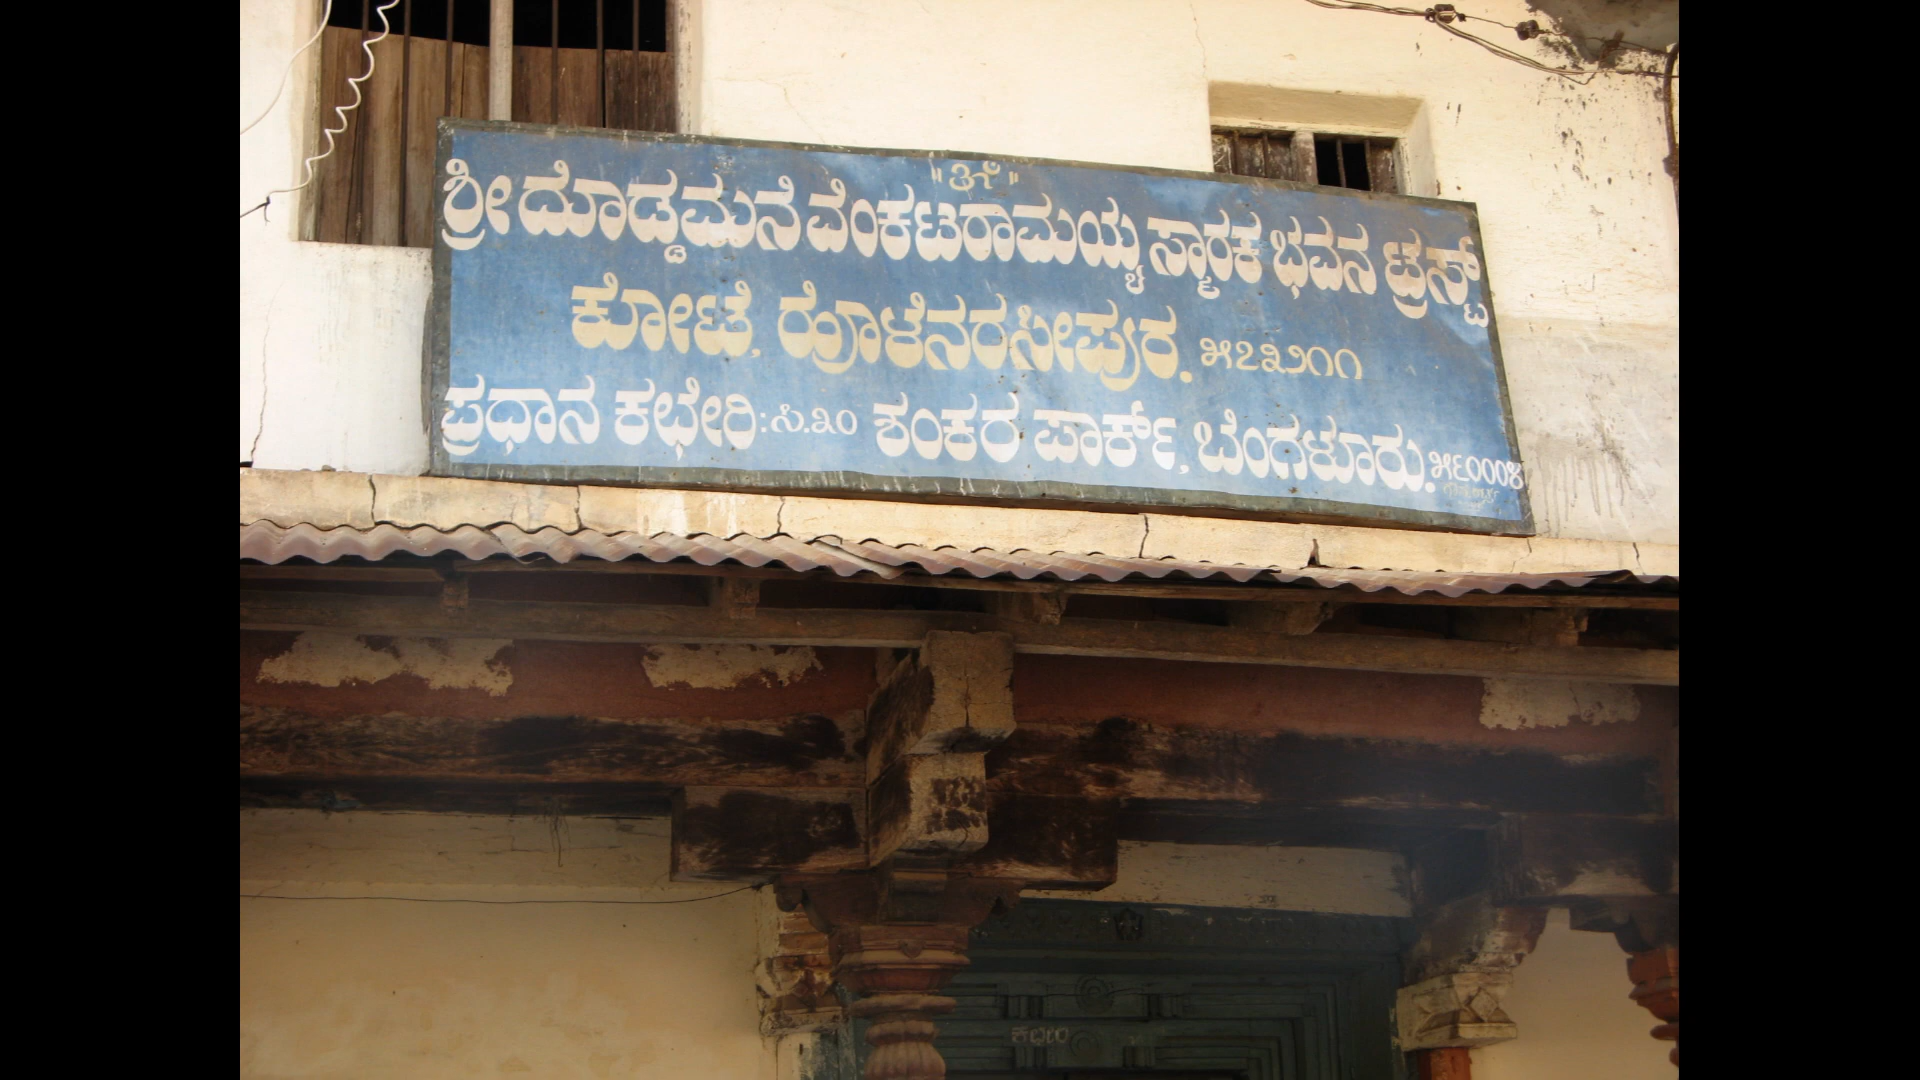 "ಓಂ"
ಶ್ರೀ ದೊಡ್ಡಮನೆ ವೆಂಕಟರಾಮಯ್ಯ ಸ್ಮಾರಕ ಭವನ ಟ್ರಸ್ಟ್
ಕೋಟೆ, ಹೊಳೆನರಸೀಪುರ. ೫೭೩೨೧೧
ಪ್ರಧಾನ ಕಛೇರಿ: ಸಿ.೩೦ ಶಂಕರ ಪಾರ್ಕ್, ಬೆಂಗಳೂರು. ೫೬೦೦೦೪